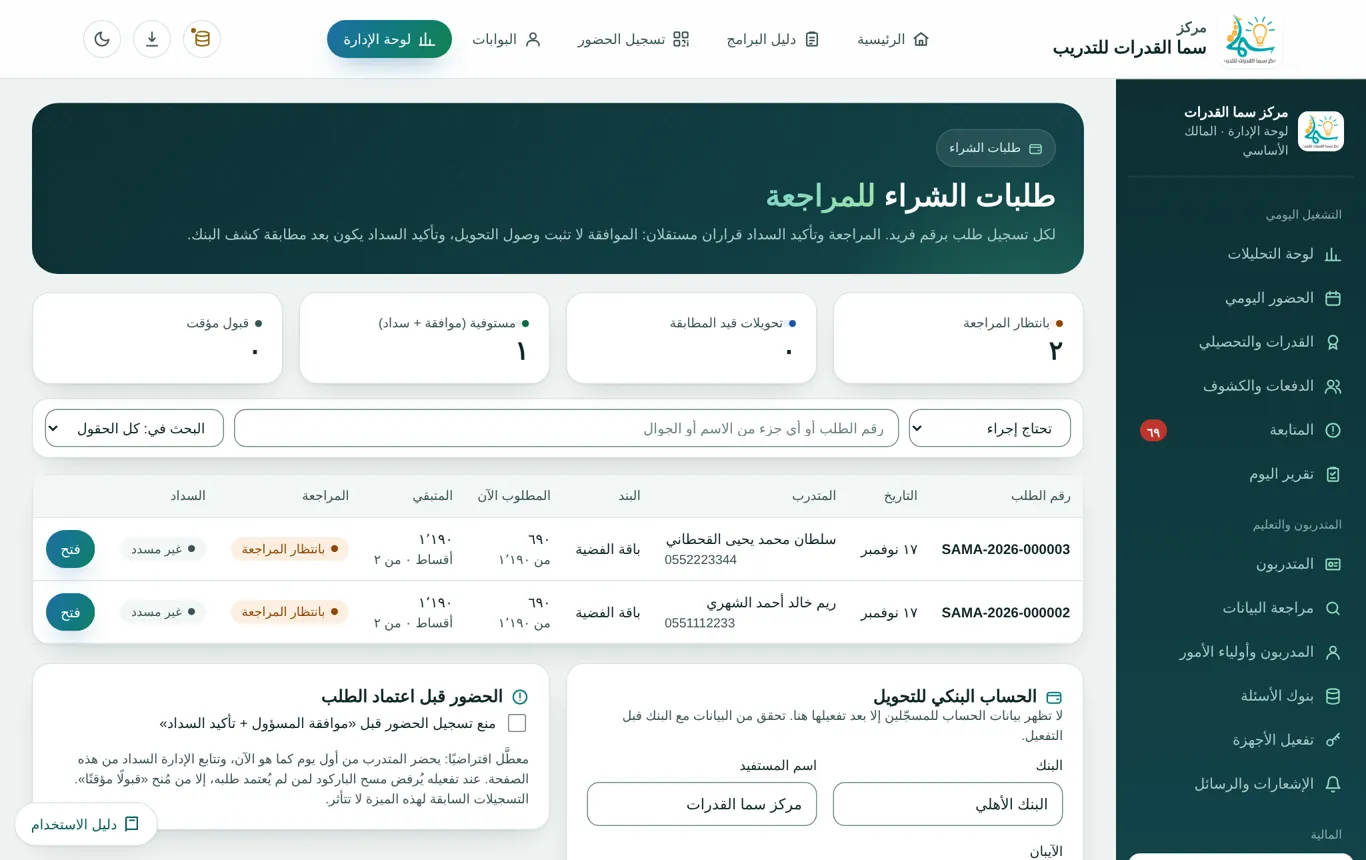 مركز
سما القدرات للتدريب
الرئيسية
دليل البرامج
تسجيل الحضور
البوابات
لوحة الإدارة
مركز سما القدرات
لوحة الإدارة · المالك
الأساسي
التشغيل اليومي
لوحة التحليلات
الحضور اليومي
القدرات والتحصيلي
الدفعات والكشوف
المتابعة
٦٩
تقرير اليوم
المتدربون والتعليم
المتدربون
مراجعة البيانات
المدربون وأولياء الأمور
بنوك الأسئلة
تفعيل الأجهزة
الإشعارات والرسائل
المالية
طلبات الشراء
طلبات الشراء للمراجعة
لكل تسجيل طلب برقم فريد. المراجعة وتأكيد السداد قراران مستقلان: الموافقة لا تثبت وصول التحويل، وتأكيد السداد يكون بعد مطابقة كشف البنك.
بانتظار المراجعة
٢
تحويلات قيد المطابقة
٠
مستوفية (موافقة + سداد)
١
قبول مؤقت
٠
تحتاج إجراء
رقم الطلب أو أي جزء من الاسم أو الجوال
البحث في: كل الحقول
رقم الطلب التاريخ المتدرب البند المطلوب الآن المتبقي المراجعة السداد
SAMA-2026-000003 ١٧ نوفمبر سلطان محمد يحيى القحطاني باقة الفضية ٦٩٠ ١٬١٩٠ بانتظار المراجعة غير مسدد فتح
0552223344 من ١٬١٩٠ أقساط · من ٢
SAMA-2026-000002 ١٧ نوفمبر ريم خالد أحمد الشهري باقة الفضية ٦٩٠ ١٬١٩٠ بانتظار المراجعة غير مسدد فتح
0551112233 من ١٬١٩٠ أقساط · من ٢
الحساب البنكي للتحويل
لا تظهر بيانات الحساب للمسجّلين إلا بعد تفعيلها هنا. تحقق من البيانات مع البنك قبل
التفعيل.
البنك
اسم المستفيد
البنك الأهلي
مركز سما القدرات
الآيبان
الحضور قبل اعتماد الطلب
منع تسجيل الحضور قبل «موافقة المسؤول + تأكيد السداد»
معطَّل افتراضيًا: يحضر المتدرب من أول يوم كما هو الآن، وتتابع الإدارة السداد من هذه
الصفحة. عند تفعيله يُرفض مسح الباركود لمن لم يُعتمد طلبه، إلا من مُنح «قبولًا مؤقتًا».
التسجيلات السابقة لهذه الميزة لا تتأثر.
دليل الاستخدام